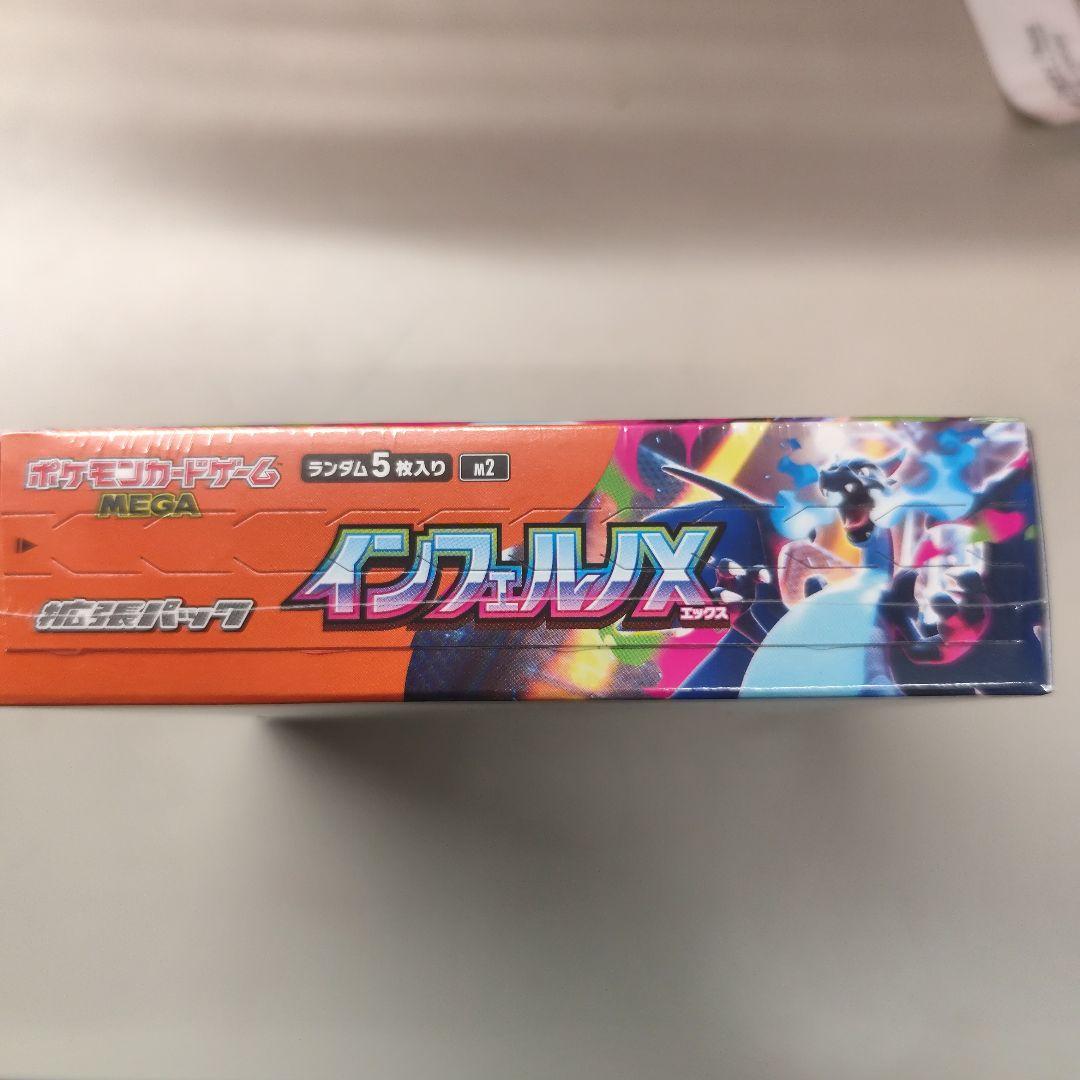 ポケモンカードゲーム
MEGA
ランダム5枚入り
M2
拡張パック
インフェルノX
エックス